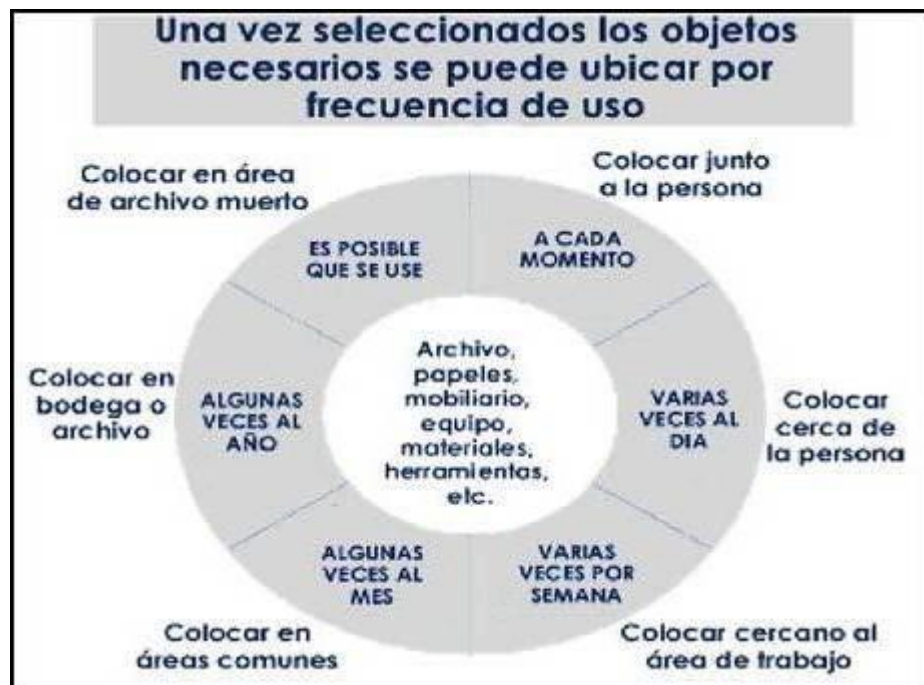 Una vez seleccionados los objetos
necesarios se puede ubicar por
frecuencia de uso
Colocar junto
a la persona
A CADA
MOMENTO
Colocar cerca de
la persona
VARIAS
VECES AL
DIA
Colocar cercano al
área de trabajo
VARIAS
VECES POR
SEMANA
Colocar en
áreas comunes
ALGUNAS
VECES AL
MES
Colocar en
bodega o
archivo
ALGUNAS
VECES AL
AÑO
Colocar en área
de archivo muerto
ES POSIBLE
QUE SE USE
Archivo,
papeles,
mobiliario,
equipo,
materiales,
herramientas,
etc.